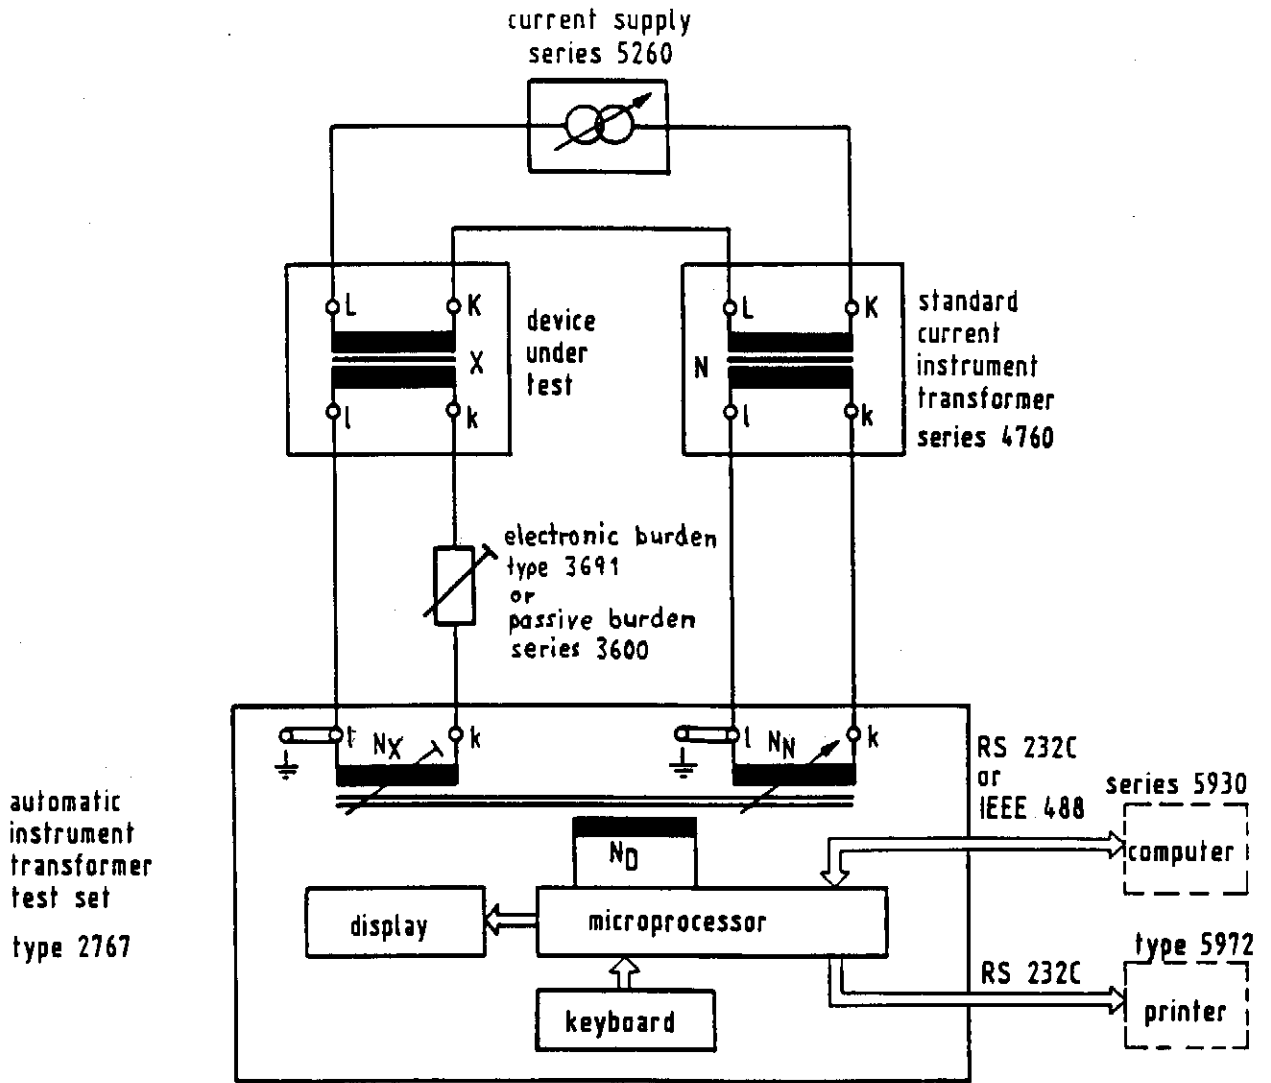 current supply
series 5260
L
K
device
under
test
X
l
k
L
K
N
l
k
standard
current
instrument
transformer
series 4760
electronic burden
type 3691
or
passive burden
series 3600
l
NX
k
l
NN
k
RS 232C
or
IEEE 488
series 5930
computer
automatic
instrument
transformer
test set
type 2767
ND
display
microprocessor
keyboard
RS 232C
type 5972
printer